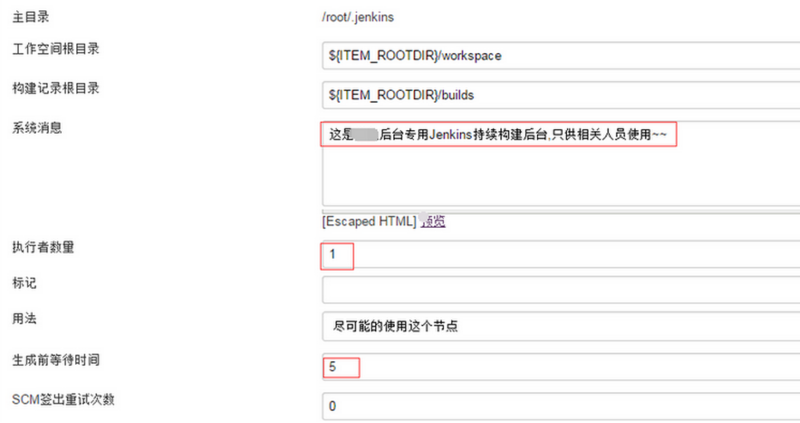 主目录 /root/.jenkins
工作空间根目录 ${ITEM_ROOTDIR}/workspace
构建记录根目录 ${ITEM_ROOTDIR}/builds
系统消息 这是 后台专用Jenkins持续构建后台,只供相关人员使用~~
[Escaped HTML] 预览
执行者数量 1
标记
用法 尽可能的使用这个节点
生成前等待时间 5
SCM签出重试次数 0